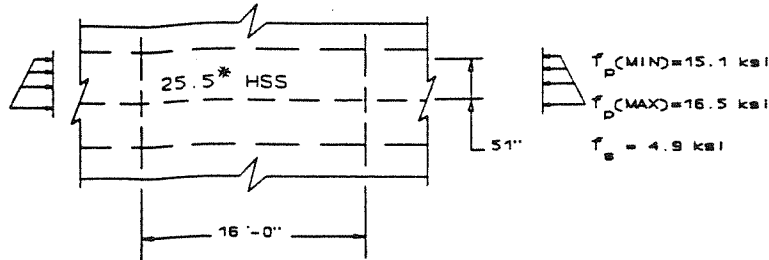 25.5* HSS
f_p(MIN)=15.1 ksi
f_p(MAX)=16.5 ksi
51"
f_s = 4.9 ksi
16'-0"